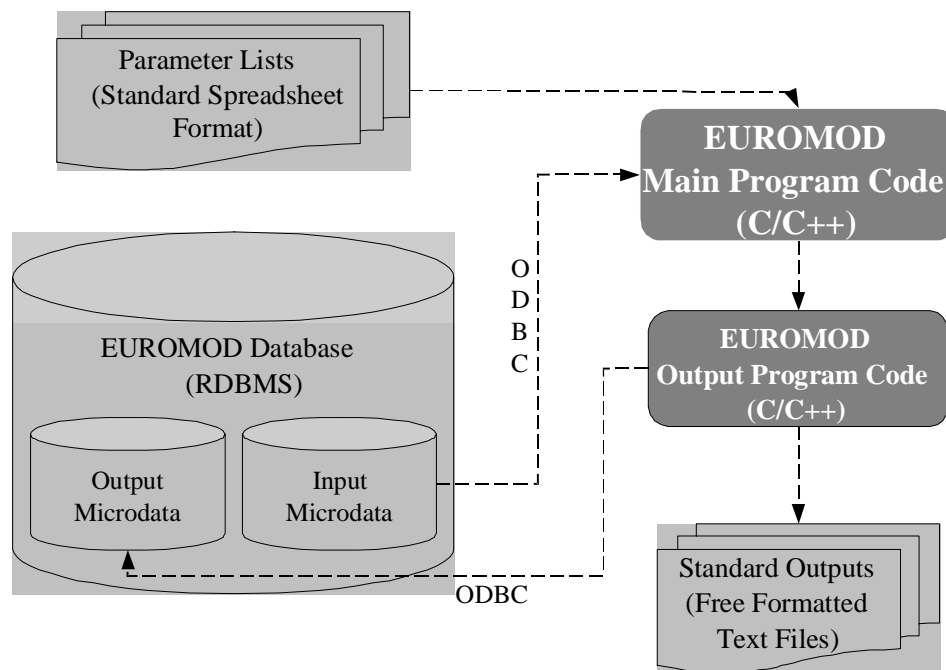 Parameter Lists
(Standard Spreadsheet
Format)
EUROMOD
Main Program Code
(C/C++)
O
D
B
C
EUROMOD Database
(RDBMS)
EUROMOD
Output Program Code
(C/C++)
Output
Microdata
Input
Microdata
ODBC
Standard Outputs
(Free Formatted
Text Files)